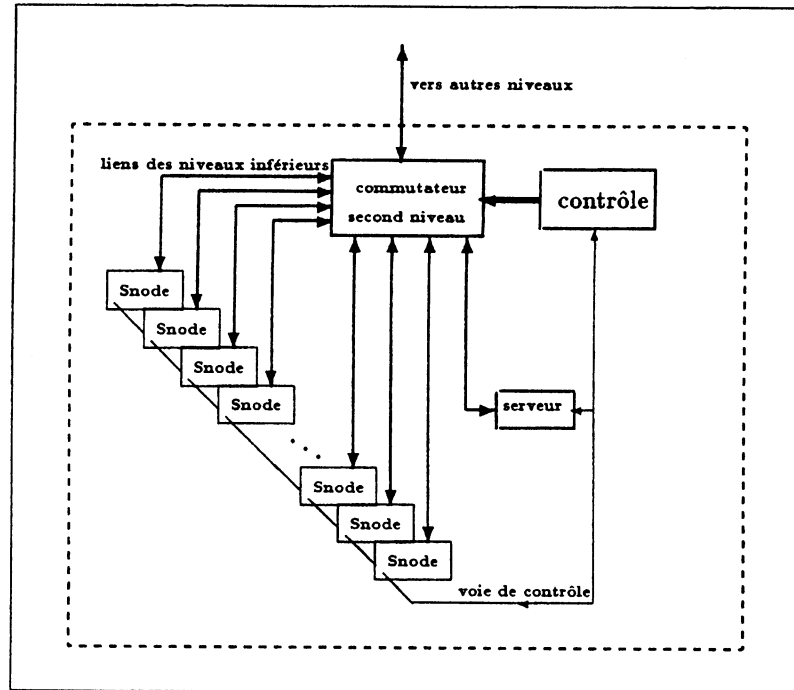 vers autres niveaux
liens des niveaux inférieurs
commutateur
second niveau
contrôle
Snode
Snode
Snode
Snode
serveur
Snode
Snode
Snode
voie de contrôle